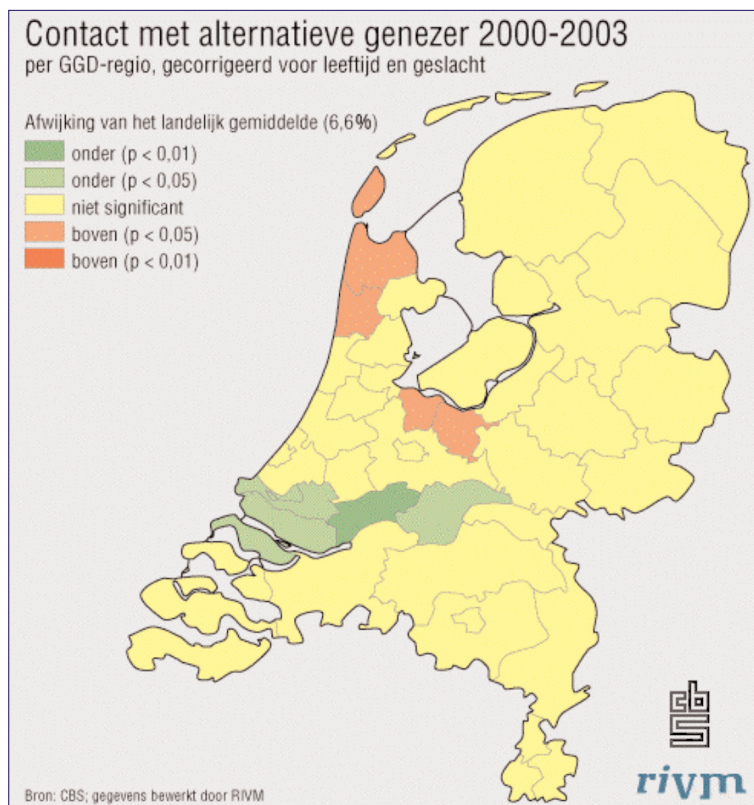 Contact met alternatieve genezer 2000-2003
per GGD-regio, gecorrigeerd voor leeftijd en geslacht
Afwijking van het landelijk gemiddelde (6,6%)
onder (p < 0,01)
onder (p < 0,05)
niet significant
boven (p < 0,05)
boven (p < 0,01)
cbs
rivm
Bron: CBS; gegevens bewerkt door RIVM